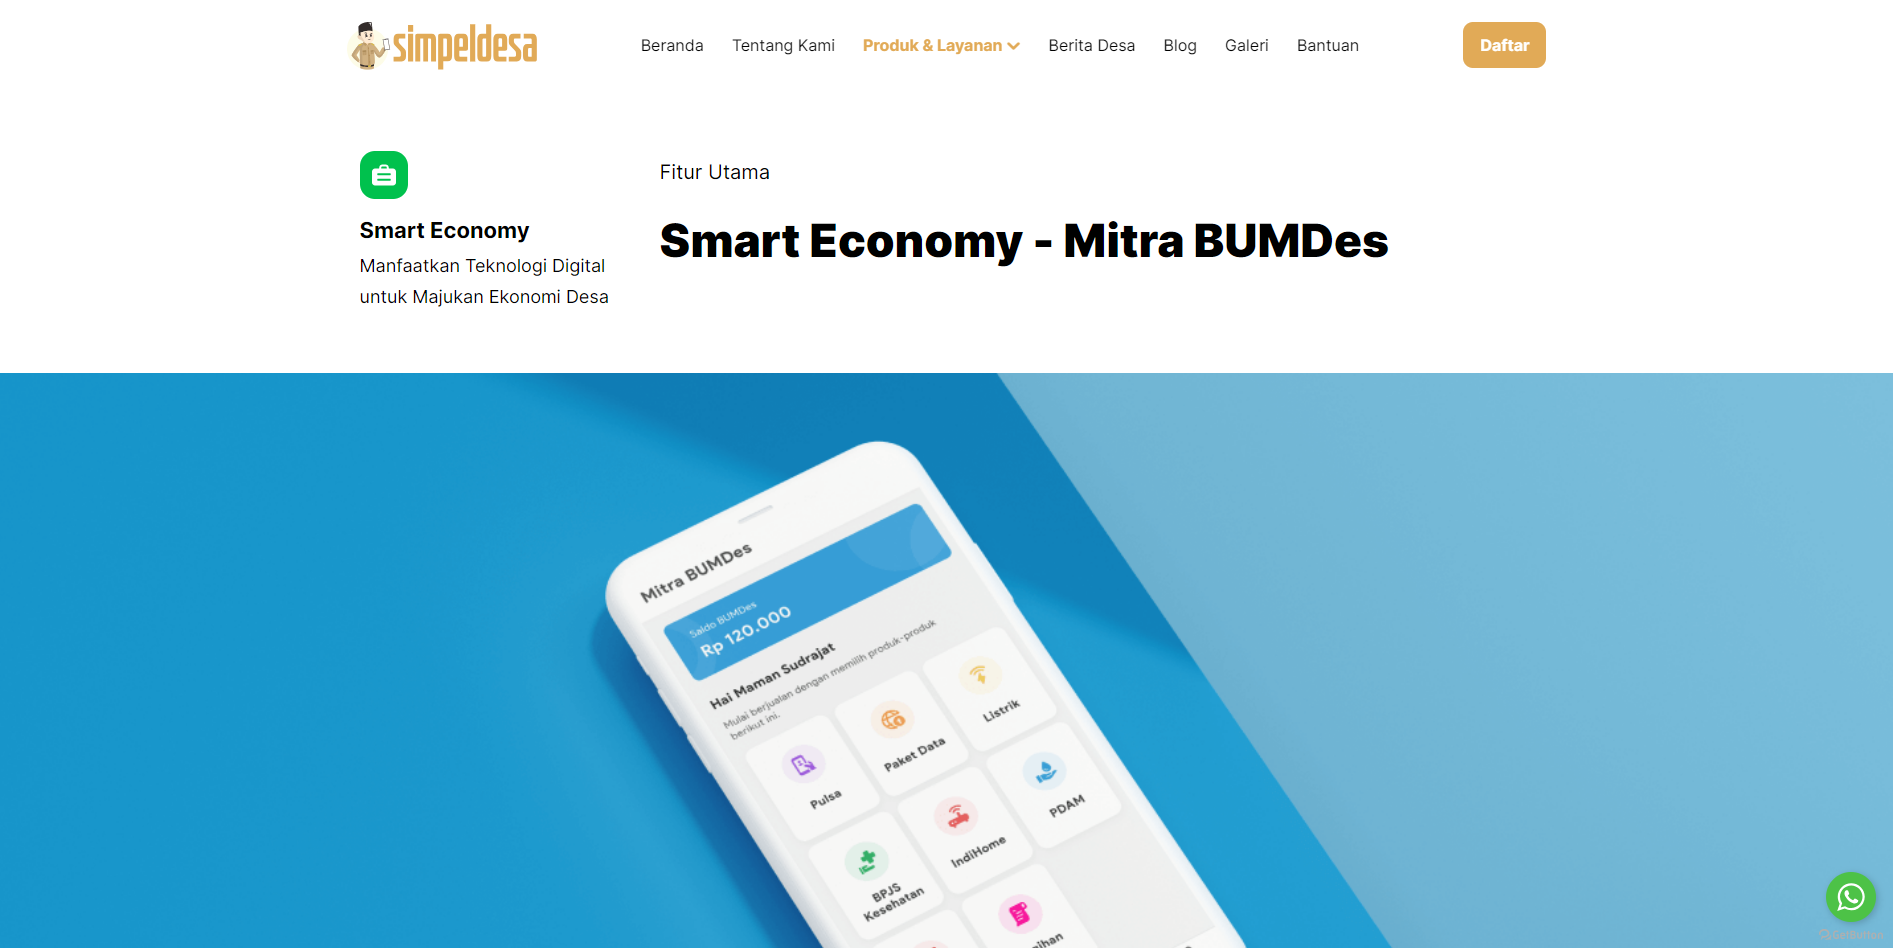 simpeldesa
Beranda
Tentang Kami
Produk & Layanan
Berita Desa
Blog
Galeri
Bantuan
Daftar
Smart Economy
Manfaatkan Teknologi Digital
untuk Majukan Ekonomi Desa
Fitur Utama
Smart Economy - Mitra BUMDes
Mitra BUMDes
Saldo BUMDes
Rp 120.000
Hai Maman Sudrajat
Mulai berjualan dengan memilih produk-produk
berikut ini.
Pulsa
Paket Data
Listrik
BPJS
Kesehatan
IndiHome
PDAM